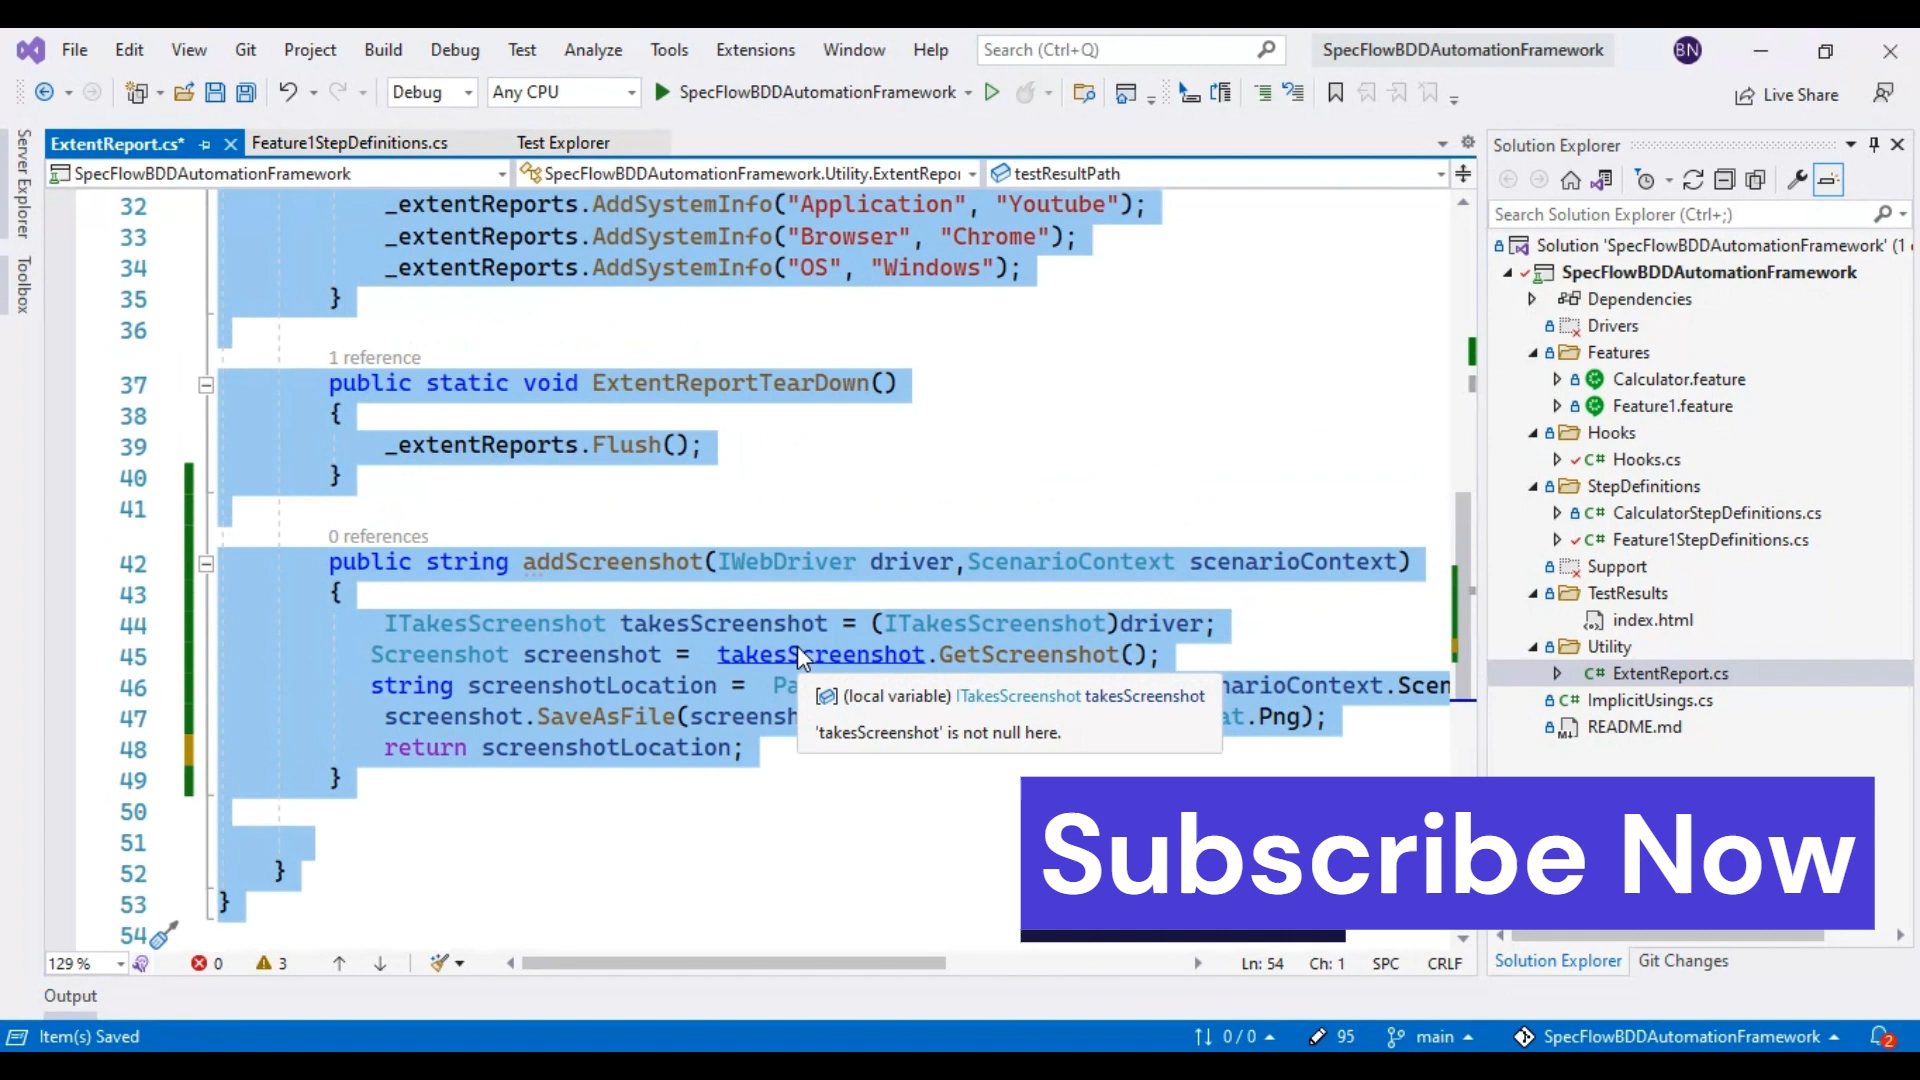 File Edit View Git Project Build Debug Test Analyze Tools Extensions Window Help Search (Ctrl+Q) SpecFlowBDDAutomationFramework BN
Debug Any CPU SpecFlowBDDAutomationFramework Live Share
Server Explorer
Toolbox
ExtentReport.cs* Feature1StepDefinitions.cs Test Explorer
SpecFlowBDDAutomationFramework SpecFlowBDDAutomationFramework.Utility.ExtentRepo testResultPath
32 _extentReports.AddSystemInfo("Application", "Youtube");
33 _extentReports.AddSystemInfo("Browser", "Chrome");
34 _extentReports.AddSystemInfo("OS", "Windows");
35 }
36
1 reference
37 public static void ExtentReportTearDown()
38 {
39 _extentReports.Flush();
40 }
41
0 references
42 public string addScreenshot(IWebDriver driver,ScenarioContext scenarioContext)
43 {
44 ITakesScreenshot takesScreenshot = (ITakesScreenshot)driver;
45 Screenshot screenshot = takesScreenshot.GetScreenshot();
46 string screenshotLocation = Pa narioContext.Scen
47 screenshot.SaveAsFile(screensh t.Png);
48 return screenshotLocation;
49 }
50
51
52 }
53 }
54
(local variable) ITakesScreenshot takesScreenshot
'takesScreenshot' is not null here.
Subscribe Now
129 % 0 3 Ln: 54 Ch: 1 SPC CRLF
Output
Solution Explorer
Search Solution Explorer (Ctrl+;)
Solution 'SpecFlowBDDAutomationFramework' (1
SpecFlowBDDAutomationFramework
Dependencies
Drivers
Features
Calculator.feature
Feature1.feature
Hooks
C# Hooks.cs
StepDefinitions
C# CalculatorStepDefinitions.cs
C# Feature1StepDefinitions.cs
Support
TestResults
index.html
Utility
C# ExtentReport.cs
C# ImplicitUsings.cs
README.md
Solution Explorer Git Changes
Item(s) Saved 0 / 0 95 main SpecFlowBDDAutomationFramework 2